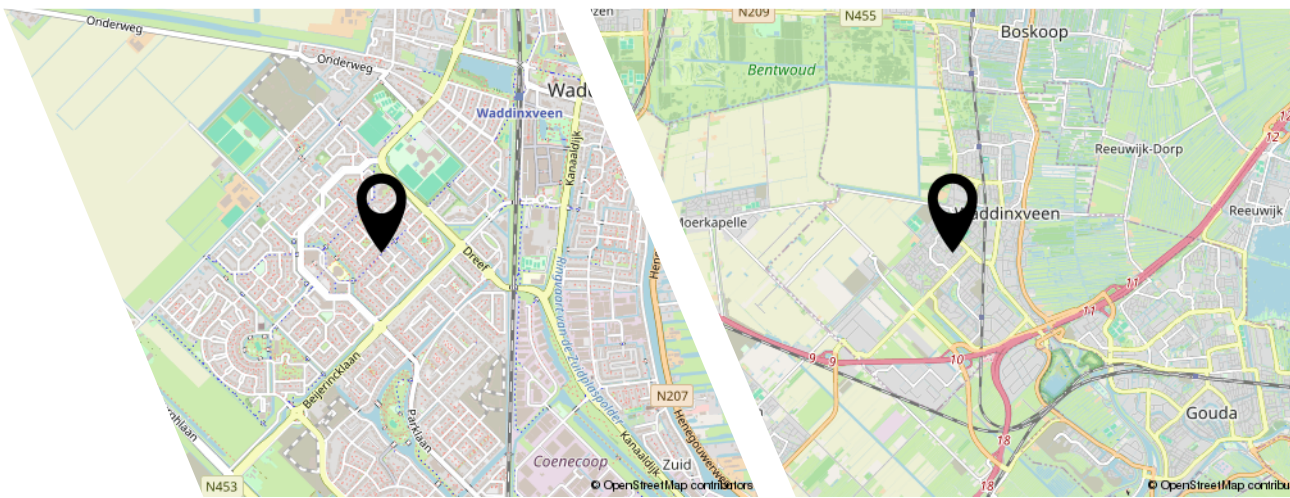 Onderweg
Onderweg
Wadd
Waddinxveen
Kanaaldijk
Dreef
Ringvaart van de Zuidplaspolder
Beijerincklaan
Parklaan
N207
Henegouwerweg
Kanaaldijk
Coenecoop
Zuid
N453
© OpenStreetMap contributors
N209
N455
Boskoop
Bentwoud
12
12
Reeuwijk-Dorp
Reeuwijk
Moerkapelle
Waddinxveen
11
11
9
9
10
Gouda
18
18
© OpenStreetMap contribu